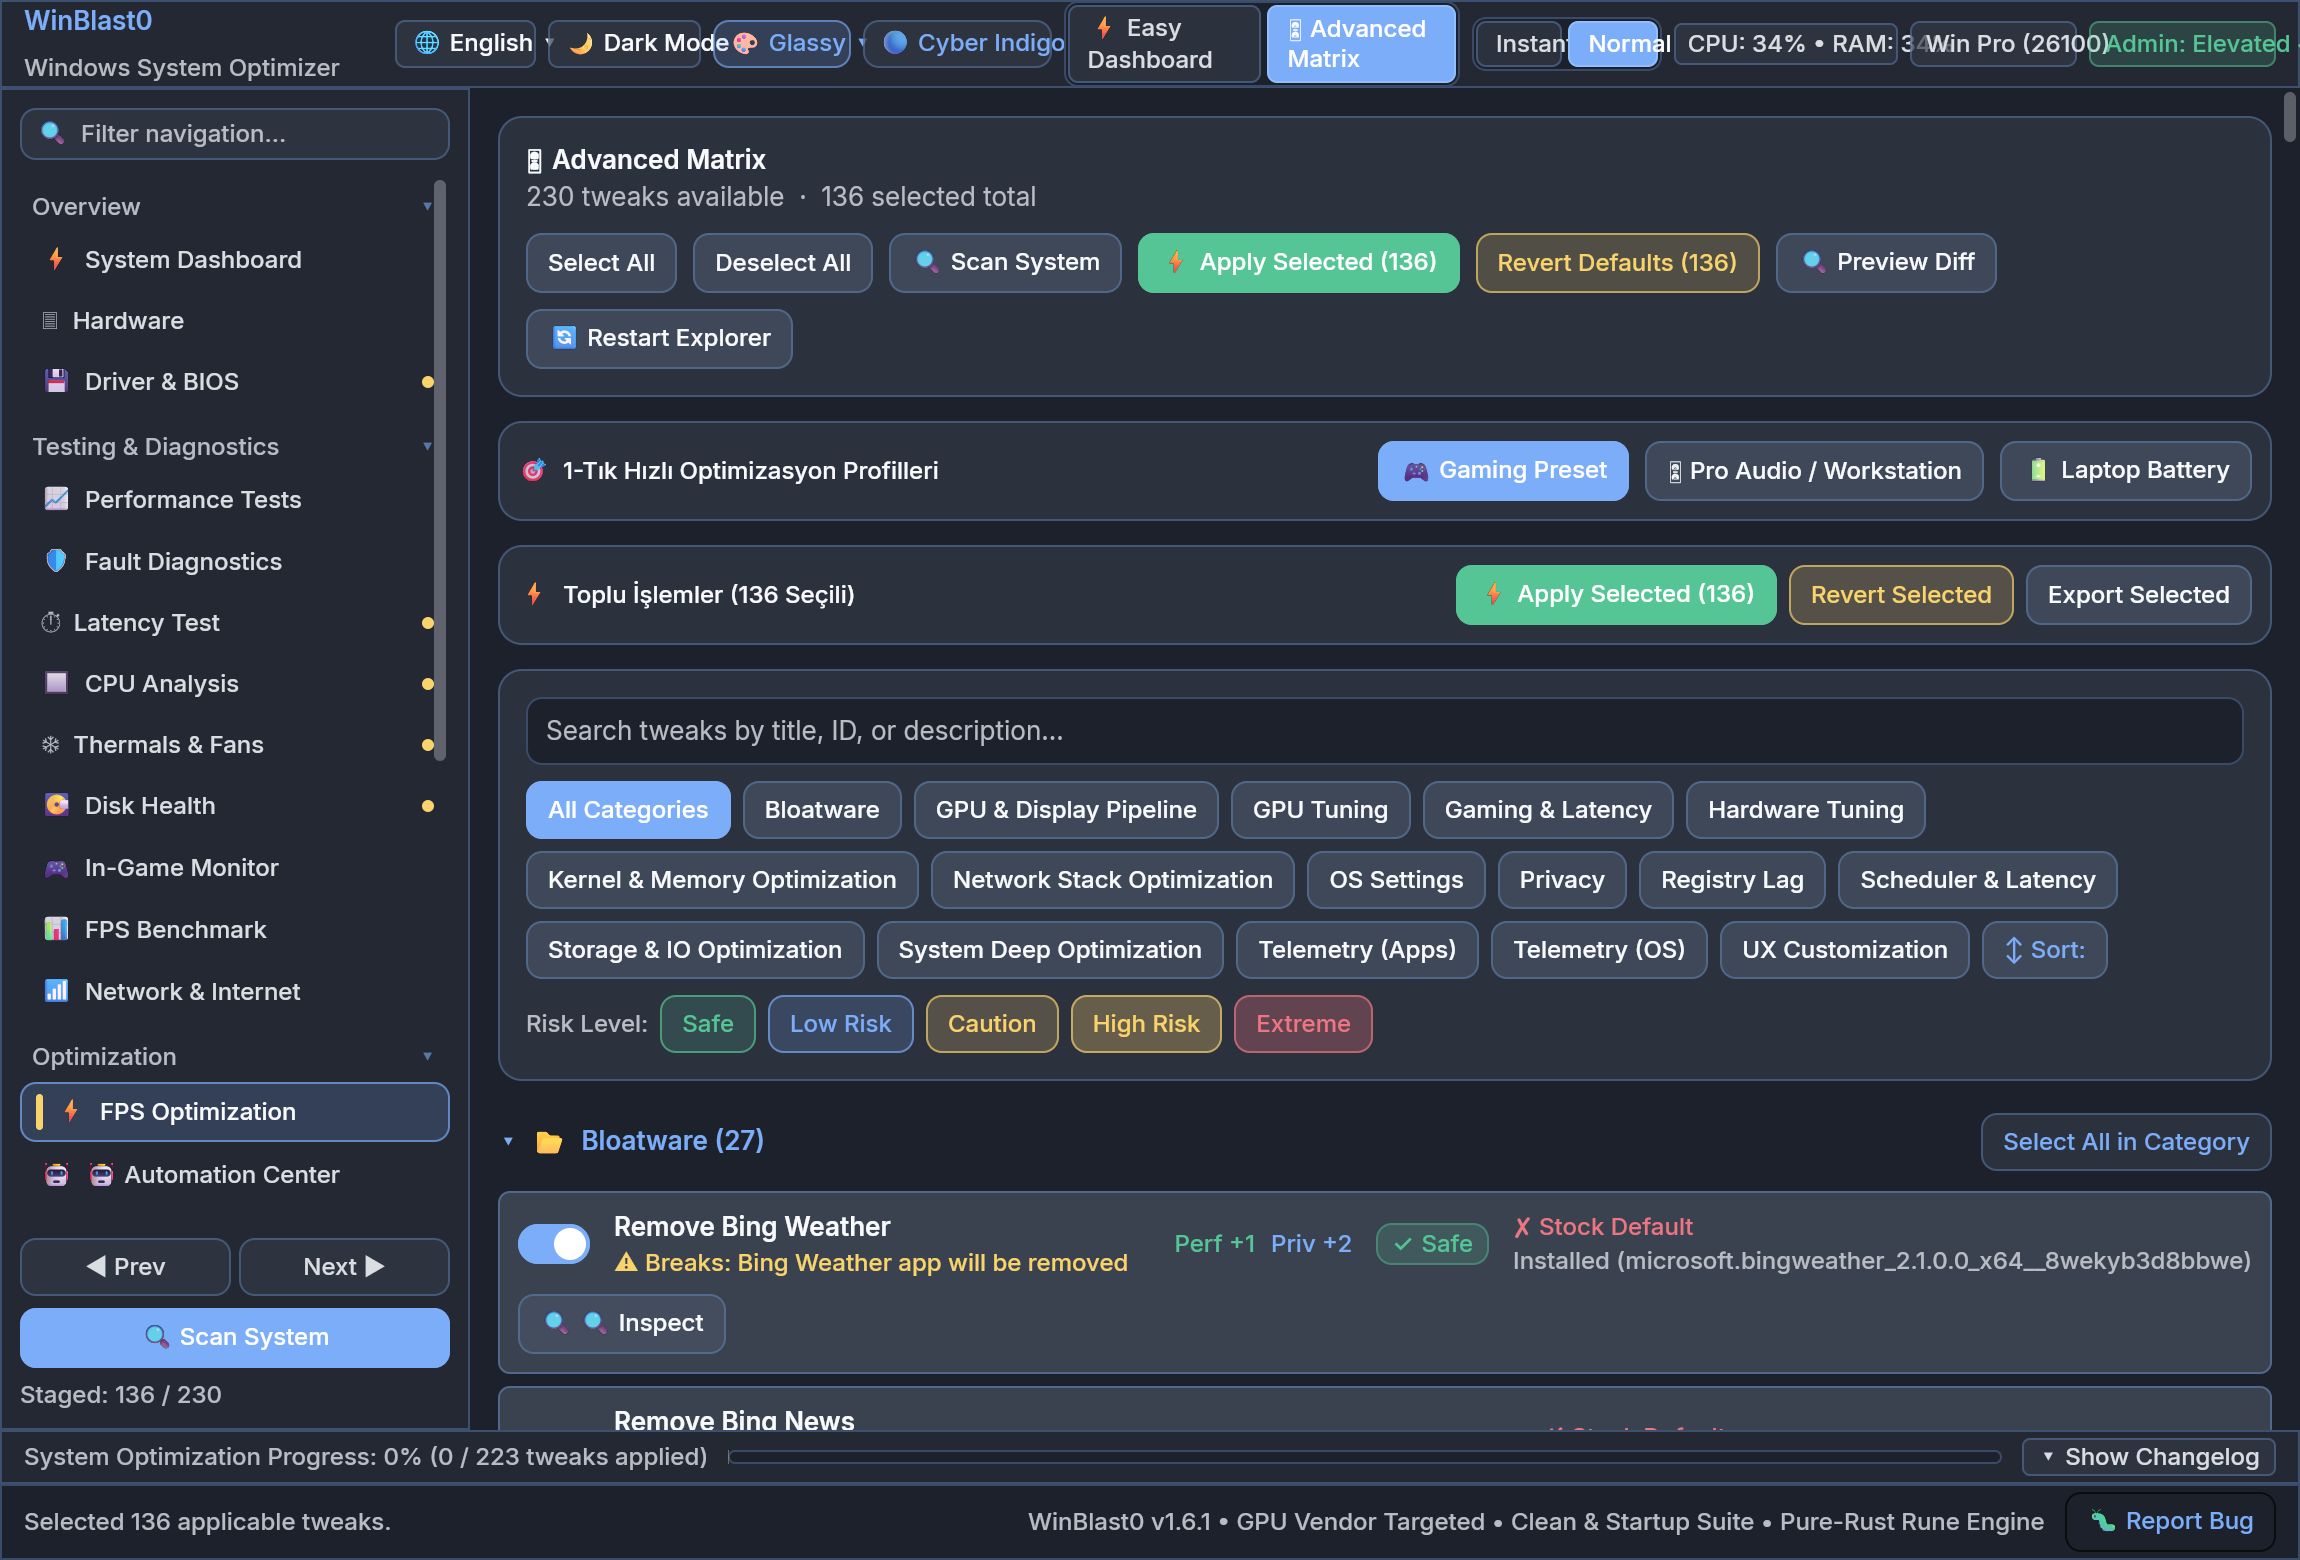 WinBlast0
Windows System Optimizer
English
Dark Mode
Glassy
Cyber Indigo
Easy Dashboard
Advanced Matrix
Instant
Normal
CPU: 34% • RAM:
Win Pro (26100)
Admin: Elevated
Filter navigation...
Overview
System Dashboard
Hardware
Driver & BIOS
Testing & Diagnostics
Performance Tests
Fault Diagnostics
Latency Test
CPU Analysis
Thermals & Fans
Disk Health
In-Game Monitor
FPS Benchmark
Network & Internet
Optimization
FPS Optimization
Automation Center
◀ Prev
Next ▶
Scan System
Staged: 136 / 230
Advanced Matrix
230 tweaks available · 136 selected total
Select All
Deselect All
Scan System
Apply Selected (136)
Revert Defaults (136)
Preview Diff
Restart Explorer
1-Tık Hızlı Optimizasyon Profilleri
Gaming Preset
Pro Audio / Workstation
Laptop Battery
Toplu İşlemler (136 Seçili)
Apply Selected (136)
Revert Selected
Export Selected
Search tweaks by title, ID, or description...
All Categories
Bloatware
GPU & Display Pipeline
GPU Tuning
Gaming & Latency
Hardware Tuning
Kernel & Memory Optimization
Network Stack Optimization
OS Settings
Privacy
Registry Lag
Scheduler & Latency
Storage & IO Optimization
System Deep Optimization
Telemetry (Apps)
Telemetry (OS)
UX Customization
↕ Sort:
Risk Level:
Safe
Low Risk
Caution
High Risk
Extreme
Bloatware (27)
Select All in Category
Remove Bing Weather
⚠ Breaks: Bing Weather app will be removed
Perf +1
Priv +2
✓ Safe
✗ Stock Default
Installed (microsoft.bingweather_2.1.0.0_x64__8wekyb3d8bbwe)
Inspect
Remove Bing News
System Optimization Progress: 0% (0 / 223 tweaks applied)
Show Changelog
Selected 136 applicable tweaks.
WinBlast0 v1.6.1 • GPU Vendor Targeted • Clean & Startup Suite • Pure-Rust Rune Engine
Report Bug